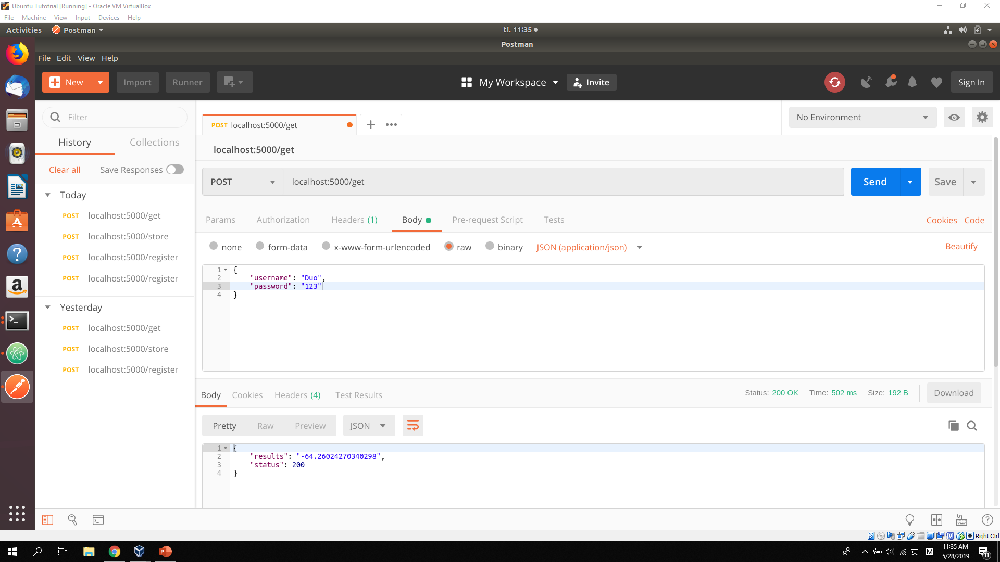 Ubuntu Tutotrial [Running] - Oracle VM VirtualBox
File Machine View Input Devices Help
Activities Postman ti. 11:35
Postman
File Edit View Help
New Import Runner My Workspace Invite Sign In
Filter
History Collections
Clear all Save Responses
Today
POST localhost:5000/get
POST localhost:5000/store
POST localhost:5000/register
POST localhost:5000/register
Yesterday
POST localhost:5000/get
POST localhost:5000/store
POST localhost:5000/register
POST localhost:5000/get
No Environment
localhost:5000/get
POST localhost:5000/get Send Save
Params Authorization Headers (1) Body Pre-request Script Tests Cookies Code
none form-data x-www-form-urlencoded raw binary JSON (application/json) Beautify
1 {
2 "username": "Duo",
3 "password": "123"
4 }
Body Cookies Headers (4) Test Results Status: 200 OK Time: 502 ms Size: 192 B Download
Pretty Raw Preview JSON
1 {
2 "results": "-64.26024270340298",
3 "status": 200
4 }
Right Ctrl
英 M 11:35 AM
5/28/2019 11